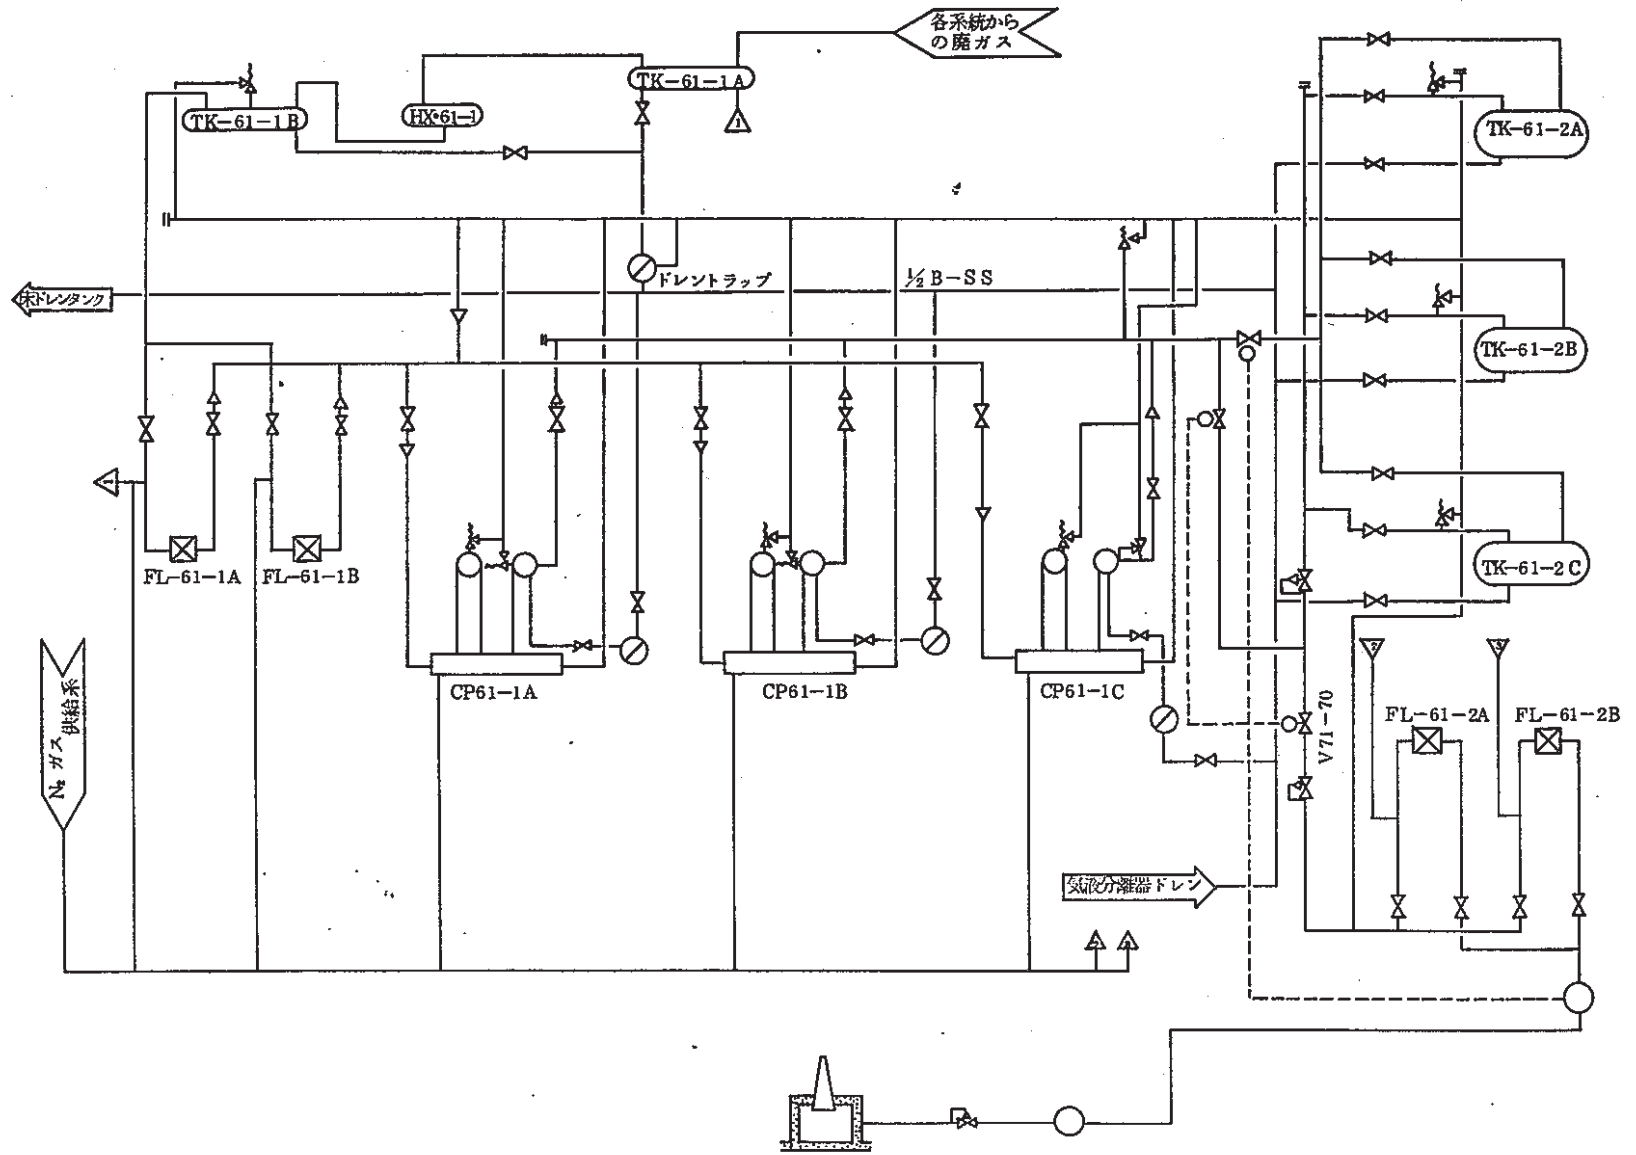 各系統から
の廃ガス
TK-61-1A
TK-61-1B
HX-61-1
1
TK-61-2A
ドレントラップ
1/2B-SS
床ドレンタンク
TK-61-2B
1
FL-61-1A
FL-61-1B
TK-61-2C
CP61-1A
CP61-1B
CP61-1C
N₂ガス
供給系
V71-70
2
3
FL-61-2A
FL-61-2B
気液分離器ドレン